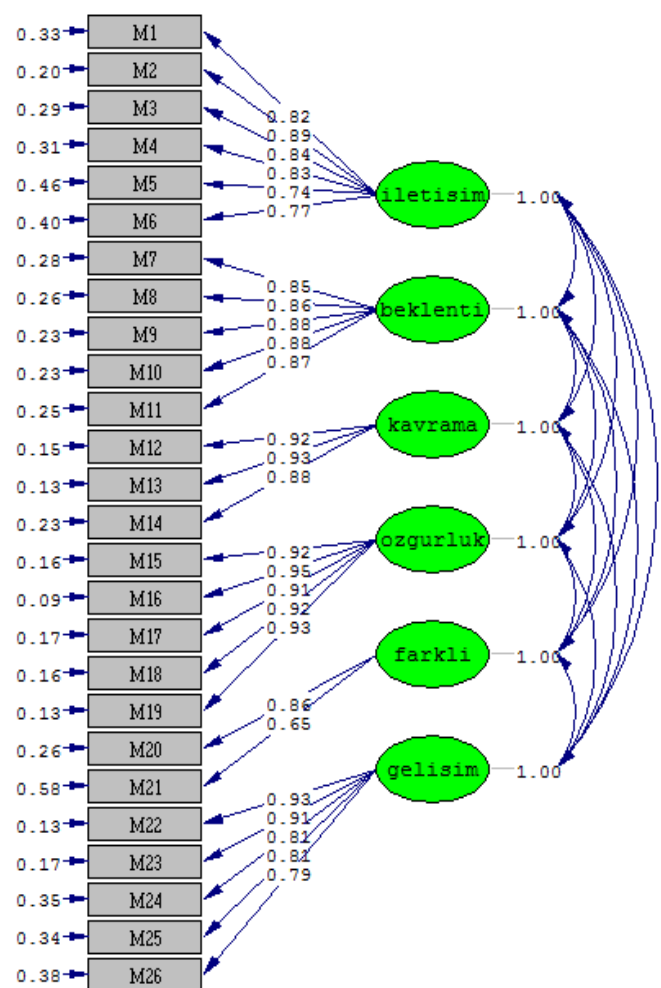 0.33 M1
0.20 M2
0.29 M3
0.82
0.31 M4
0.89
0.84
0.46 M5
0.83
0.74
iletisim 1.00
0.40 M6
0.77
0.28 M7
0.26 M8
0.85
0.86
beklenti 1.00
0.23 M9
0.88
0.88
0.23 M10
0.87
0.25 M11
kavrama 1.00
0.15 M12
0.92
0.93
0.13 M13
0.88
0.23 M14
ozgurluk 1.00
0.16 M15
0.92
0.95
0.09 M16
0.91
0.92
0.17 M17
0.93
farkli 1.00
0.16 M18
0.13 M19
0.86
0.65
0.26 M20
gelisim 1.00
0.58 M21
0.93
0.13 M22
0.91
0.81
0.17 M23
0.81
0.79
0.35 M24
0.34 M25
0.38 M26